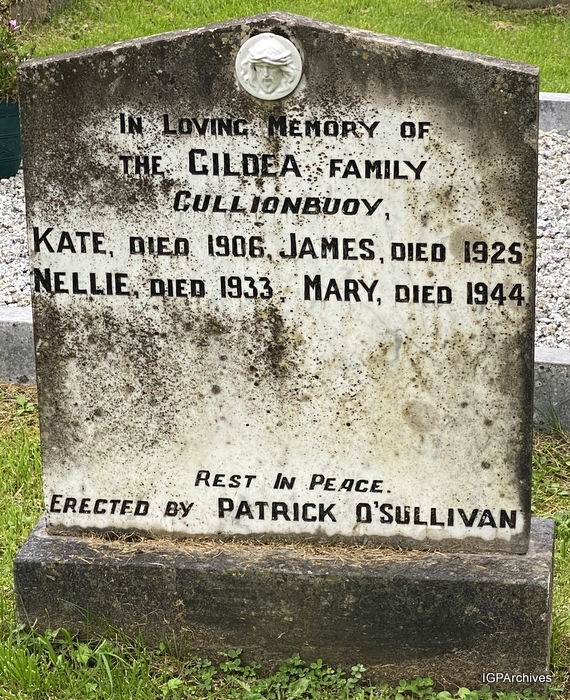 IN LOVING MEMORY OF
THE GILDEA FAMILY
GULLIONBUOY,
KATE, DIED 1906. JAMES, DIED 1925
NELLIE, DIED 1933. MARY, DIED 1944
REST IN PEACE.
ERECTED BY PATRICK O'SULLIVAN
IGPArchives